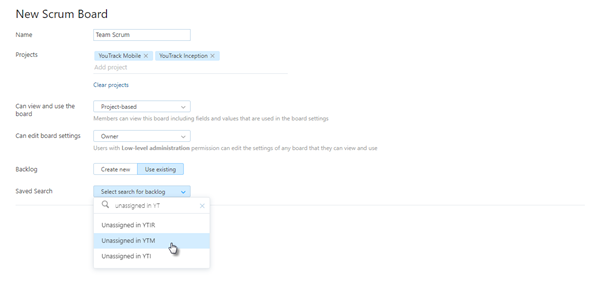 New Scrum Board
Name
Team Scrum
Projects
YouTrack Mobile × YouTrack Inception ×
Add project
Clear projects
Can view and use the board
Project-based
Members can view this board including fields and values that are used in the board settings
Can edit board settings
Owner
Users with Low-level administration permission can edit the settings of any board that they can view and use
Backlog
Create new
Use existing
Saved Search
Select search for backlog
unassigned in YT
Unassigned in YTIR
Unassigned in YTM
Unassigned in YTI